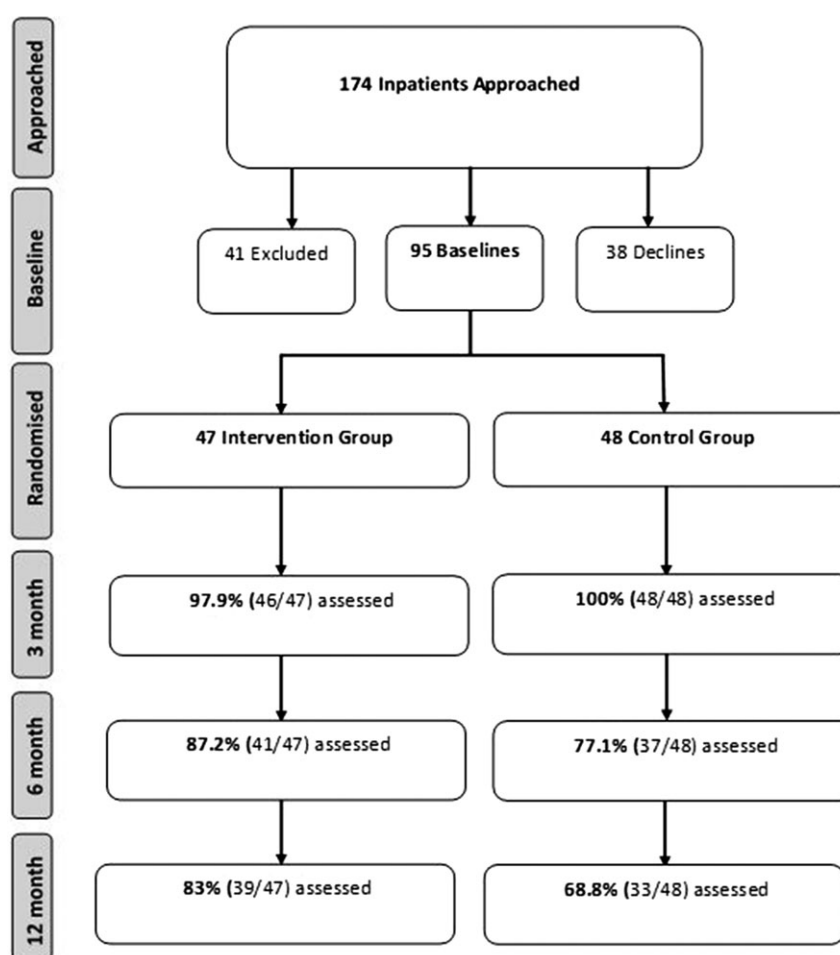 Approached
174 Inpatients Approached
Baseline
41 Excluded
95 Baselines
38 Declines
Randomised
47 Intervention Group
48 Control Group
3 month
97.9% (46/47) assessed
100% (48/48) assessed
6 month
87.2% (41/47) assessed
77.1% (37/48) assessed
12 month
83% (39/47) assessed
68.8% (33/48) assessed